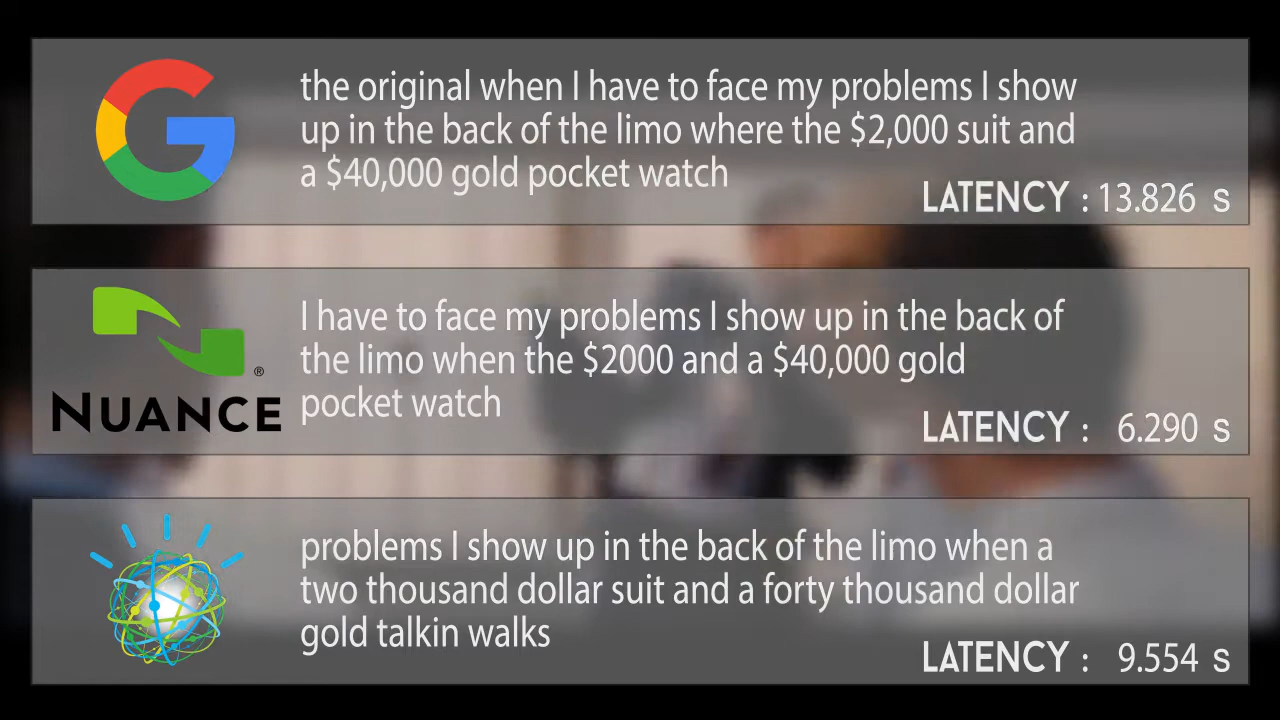 the original when I have to face my problems I show
up in the back of the limo where the $2,000 suit and
a $40,000 gold pocket watch
LATENCY : 13.826 s
I have to face my problems I show up in the back of
the limo when the $2000 and a $40,000 gold
pocket watch
NUANCE®
LATENCY : 6.290 s
problems I show up in the back of the limo when a
two thousand dollar suit and a forty thousand dollar
gold talkin walks
LATENCY : 9.554 s